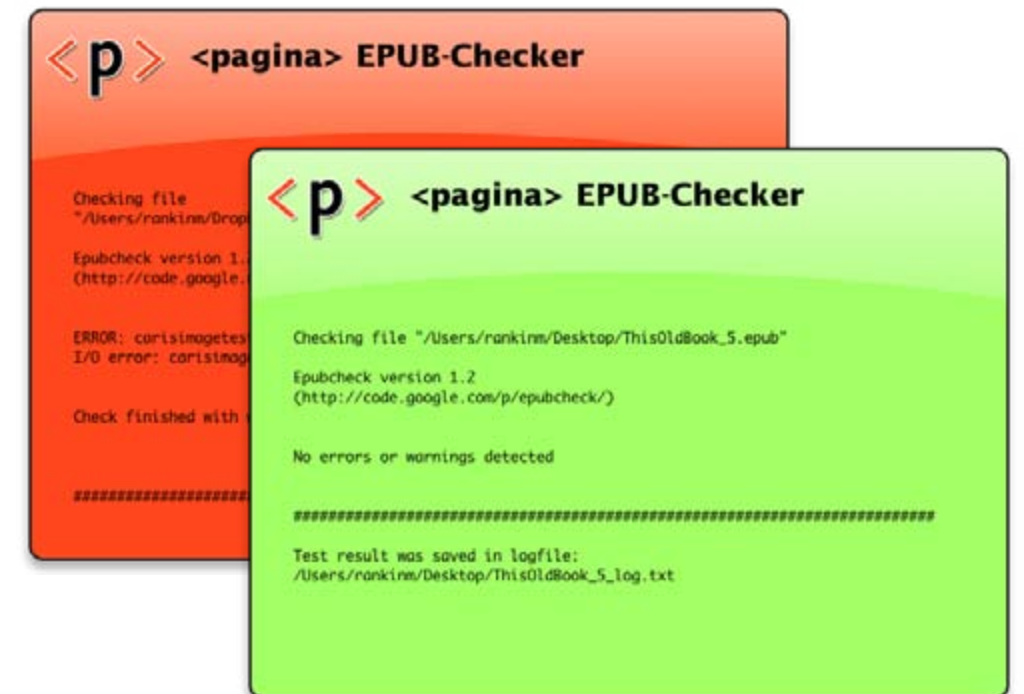 <p> <pagina> EPUB-Checker
Checking file
"/Users/rankinm/Drop
Epubcheck version 1.
(http://code.google.
ERROR: carisimagetes
I/O error: carisimag
Check finished with
####################
<p> <pagina> EPUB-Checker
Checking file "/Users/rankinm/Desktop/ThisOldBook_5.epub"
Epubcheck version 1.2
(http://code.google.com/p/epubcheck/)
No errors or warnings detected
##########################################################################
Test result was saved in logfile:
/Users/rankinm/Desktop/ThisOldBook_5_log.txt